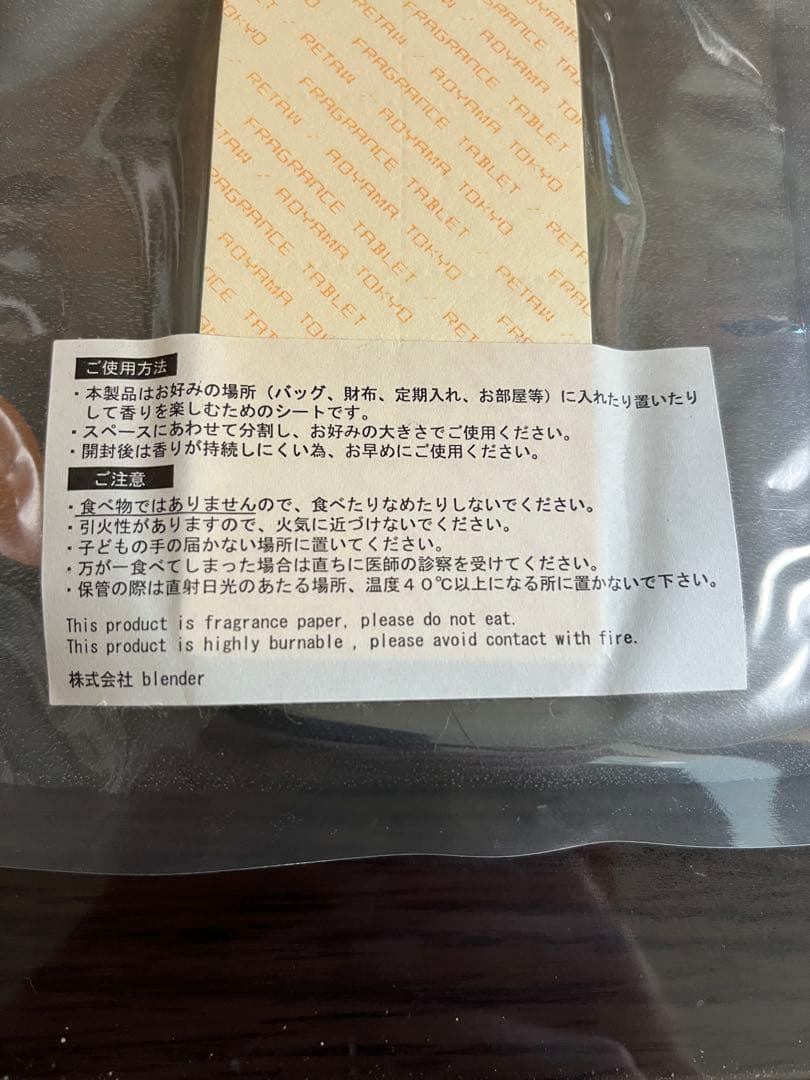 TOKYO -- RETAW -- FRAGRANCE TABLET
-- RETAW -- FRAGRANCE TABLET -- AOYAMA TOKYO
RETAW -- FRAGRANCE TABLET -- AOYAMA TOKYO
FRAGRANCE TABLET -- AOYAMA TOKYO -- RETAW
AOYAMA TOKYO -- RETAW -- FRAG
ご使用方法
・本製品はお好みの場所（バッグ、財布、定期入れ、お部屋等）に入れたり置いたり
して香りを楽しむためのシートです。
・スペースにあわせて分割し、お好みの大きさでご使用ください。
・開封後は香りが持続しにくい為、お早めにご使用ください。
ご注意
・食べ物ではありませんので、食べたりなめたりしないでください。
・引火性がありますので、火気に近づけないでください。
・子どもの手の届かない場所に置いてください。
・万が一食べてしまった場合は直ちに医師の診察を受けてください。
・保管の際は直射日光のあたる場所、温度４０℃以上になる所に置かないで下さい。
This product is fragrance paper, please do not eat.
This product is highly burnable , please avoid contact with fire.
株式会社 blender